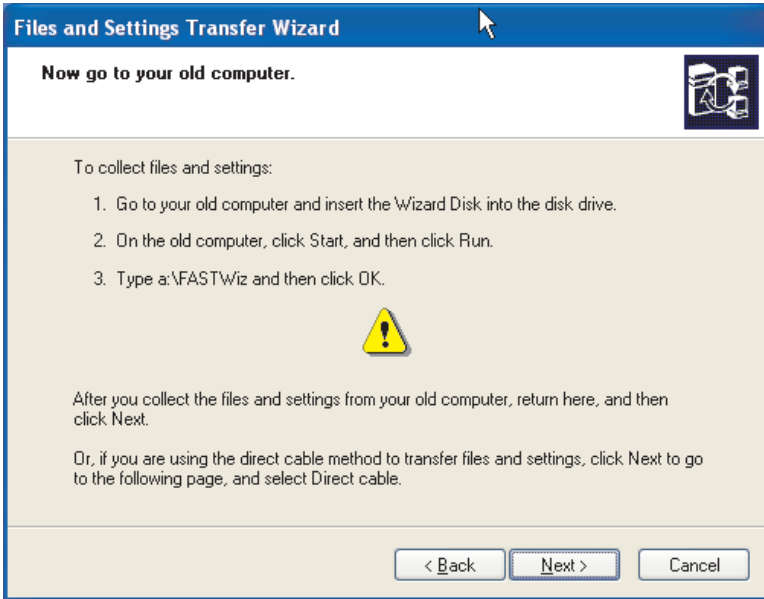 Files and Settings Transfer Wizard
Now go to your old computer.
To collect files and settings:
1. Go to your old computer and insert the Wizard Disk into the disk drive.
2. On the old computer, click Start, and then click Run.
3. Type a:\FASTWiz and then click OK.
After you collect the files and settings from your old computer, return here, and then
click Next.
Or, if you are using the direct cable method to transfer files and settings, click Next to go
to the following page, and select Direct cable.
< Back Next > Cancel